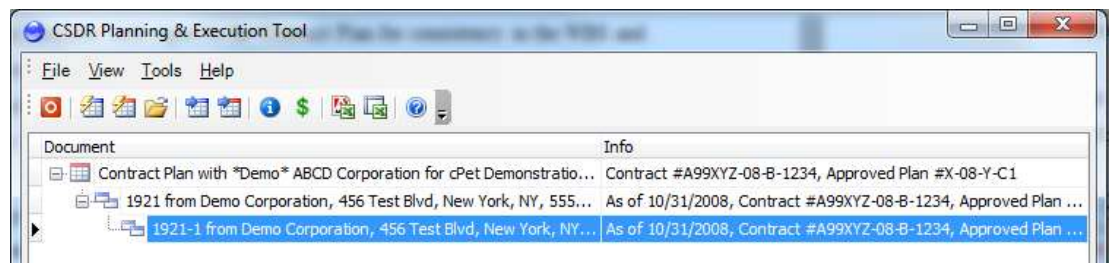 CSDR Planning & Execution Tool
File View Tools Help
Document Info
Contract Plan with *Demo* ABCD Corporation for cPet Demonstratio... Contract #A99XYZ-08-B-1234, Approved Plan #X-08-Y-C1
1921 from Demo Corporation, 456 Test Blvd, New York, NY, 555... As of 10/31/2008, Contract #A99XYZ-08-B-1234, Approved Plan ...
1921-1 from Demo Corporation, 456 Test Blvd, New York, NY... As of 10/31/2008, Contract #A99XYZ-08-B-1234, Approved Plan ...